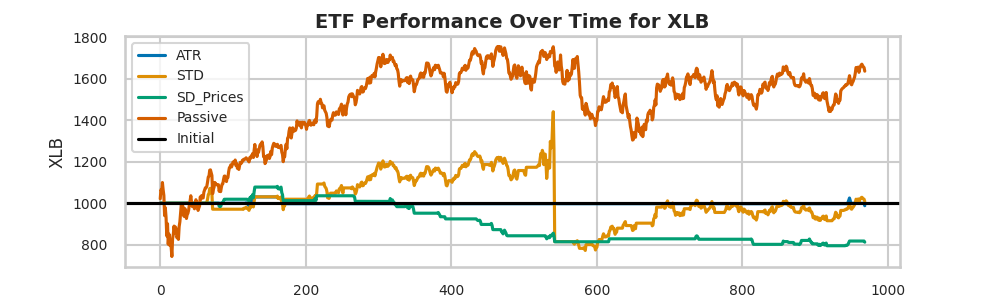 ETF Performance Over Time for XLB
XLB
1800
1600
1400
1200
1000
800
ATR
STD
SD_Prices
Passive
Initial
0 200 400 600 800 1000